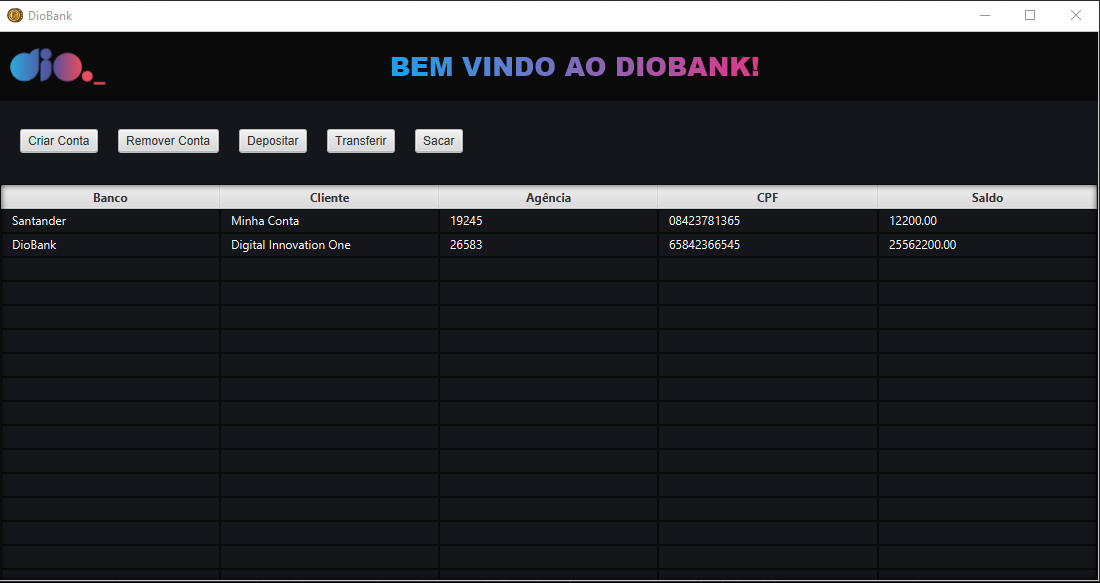 DioBank
dio._
BEM VINDO AO DIOBANK!
Criar Conta Remover Conta Depositar Transferir Sacar
Banco Cliente Agência CPF Saldo
Santander Minha Conta 19245 08423781365 12200.00
DioBank Digital Innovation One 26583 65842366545 25562200.00